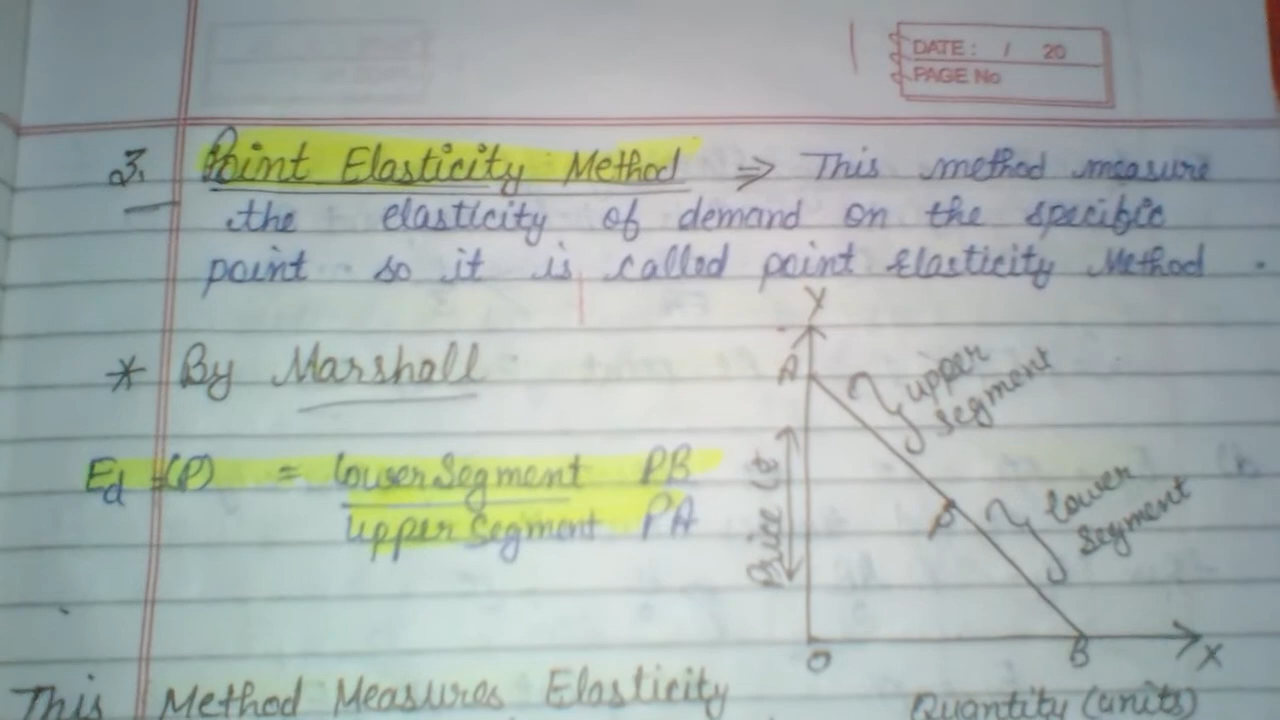 DATE: / 20
PAGE No
3. Point Elasticity Method ⇒ This method measure
the elasticity of demand on the specific
point so it is called point Elasticity Method.
* By Marshall
Ed =(P) = lower Segment PB
upper Segment PA
Y
A
upper
segment
Price (₹
P
lower
segment
O
B
X
Quantity (units)
This Method Measures Elasticity